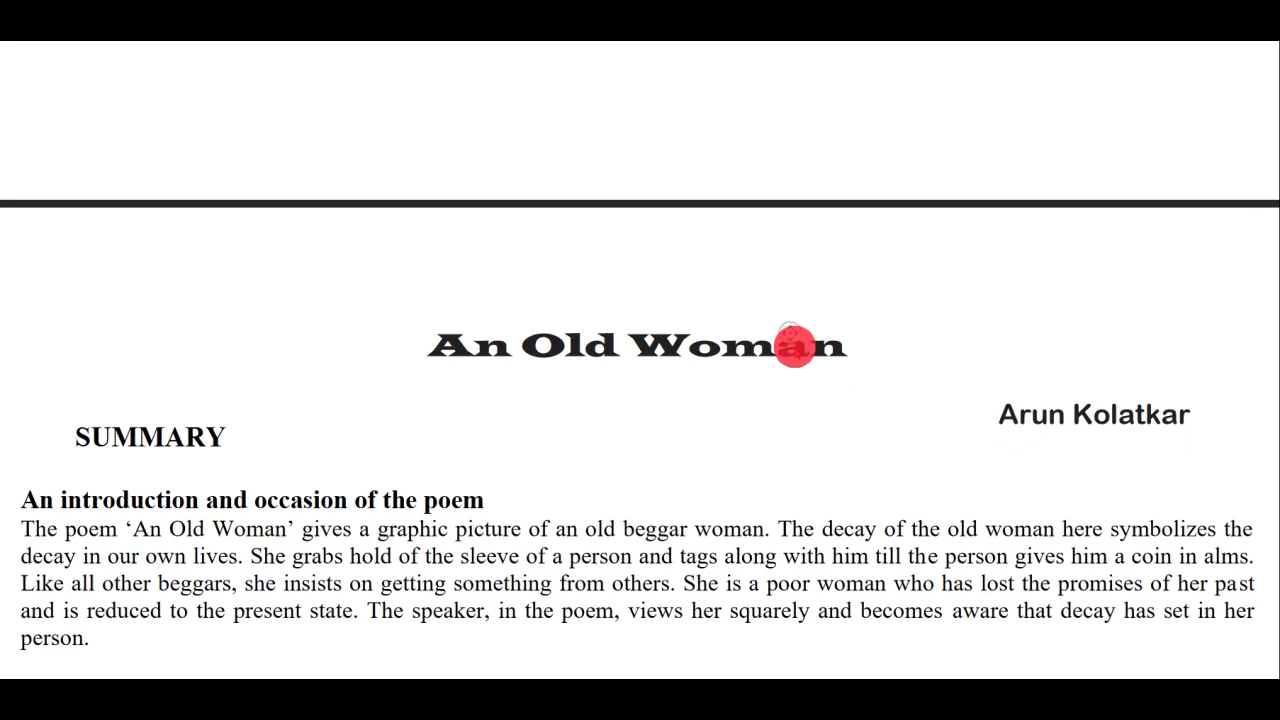 An Old Woman
Arun Kolatkar
SUMMARY
An introduction and occasion of the poem
The poem ‘An Old Woman’ gives a graphic picture of an old beggar woman. The decay of the old woman here symbolizes the
decay in our own lives. She grabs hold of the sleeve of a person and tags along with him till the person gives him a coin in alms.
Like all other beggars, she insists on getting something from others. She is a poor woman who has lost the promises of her past
and is reduced to the present state. The speaker, in the poem, views her squarely and becomes aware that decay has set in her
person.